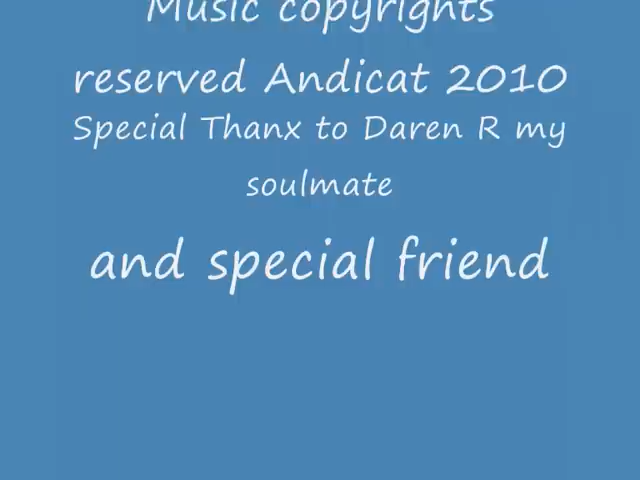 Music copyrights
reserved Andicat 2010
Special Thanx to Daren R my
soulmate
and special friend